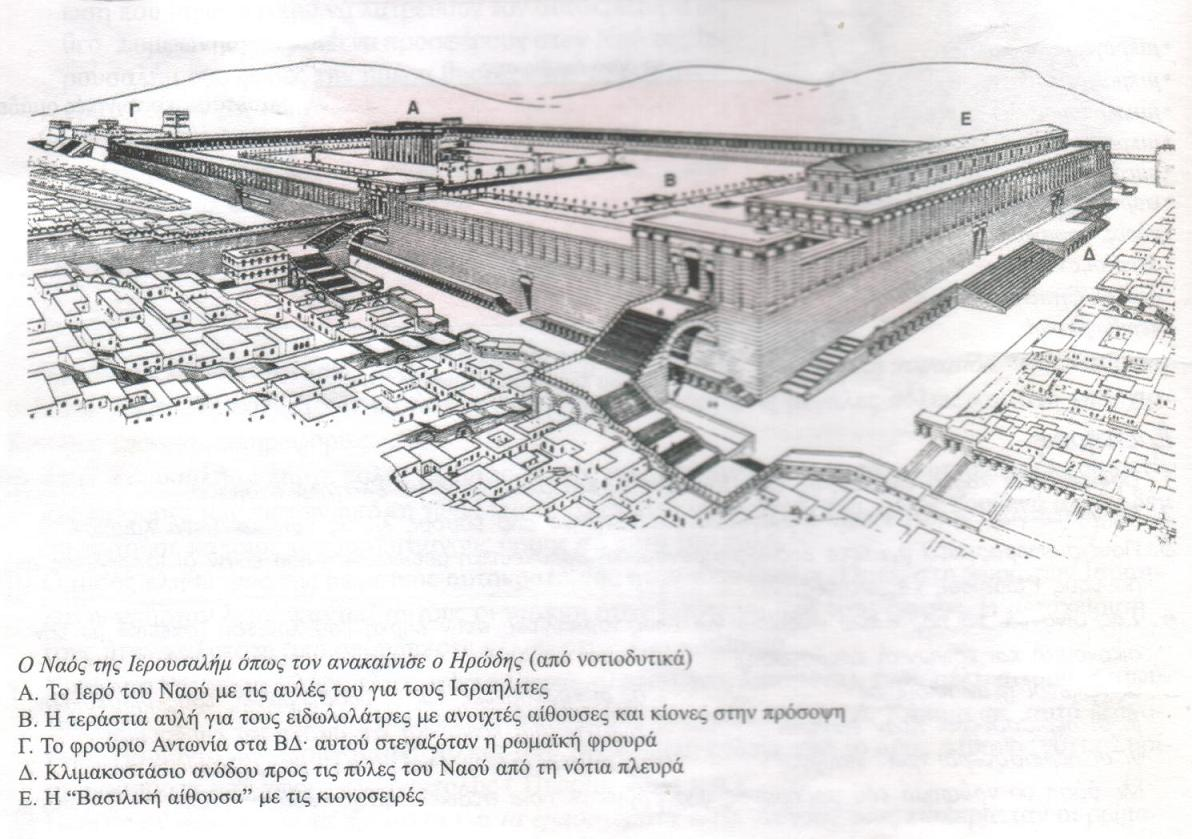 Γ
Α
Ε
Β
Δ
Ο Ναός της Ιερουσαλήμ όπως τον ανακαίνισε ο Ηρώδης (από νοτιοδυτικά)
Α. Το Ιερό του Ναού με τις αυλές του για τους Ισραηλίτες
Β. Η τεράστια αυλή για τους ειδωλολάτρες με ανοιχτές αίθουσες και κίονες στην πρόσοψη
Γ. Το φρούριο Αντωνία στα ΒΔ· αυτού στεγαζόταν η ρωμαϊκή φρουρά
Δ. Κλιμακοστάσιο ανόδου προς τις πύλες του Ναού από τη νότια πλευρά
Ε. Η “Βασιλική αίθουσα” με τις κιονοσειρές